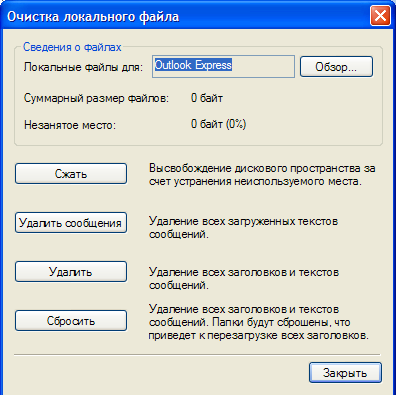 Очистка локального файла
Сведения о файлах
Локальные файлы для: Outlook Express Обзор...
Суммарный размер файлов: 0 байт
Незанятое место: 0 байт (0%)
Сжать
Высвобождение дискового пространства за
счет устранения неиспользуемого места.
Удалить сообщения
Удаление всех загруженных текстов
сообщений.
Удалить
Удаление всех заголовков и текстов
сообщений.
Сбросить
Удаление всех заголовков и текстов
сообщений. Папки будут сброшены, что
приведет к перезагрузке всех заголовков.
Закрыть